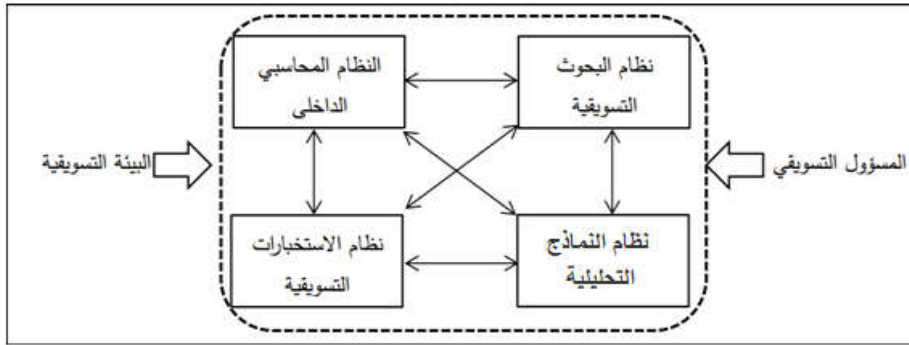 نظام البحوث
التسويقية
النظام المحاسبي
الداخلى
المسؤول التسويقي
البيئة التسويقية
نظام النماذج
التحليلية
نظام الاستخبارات
التسويقية